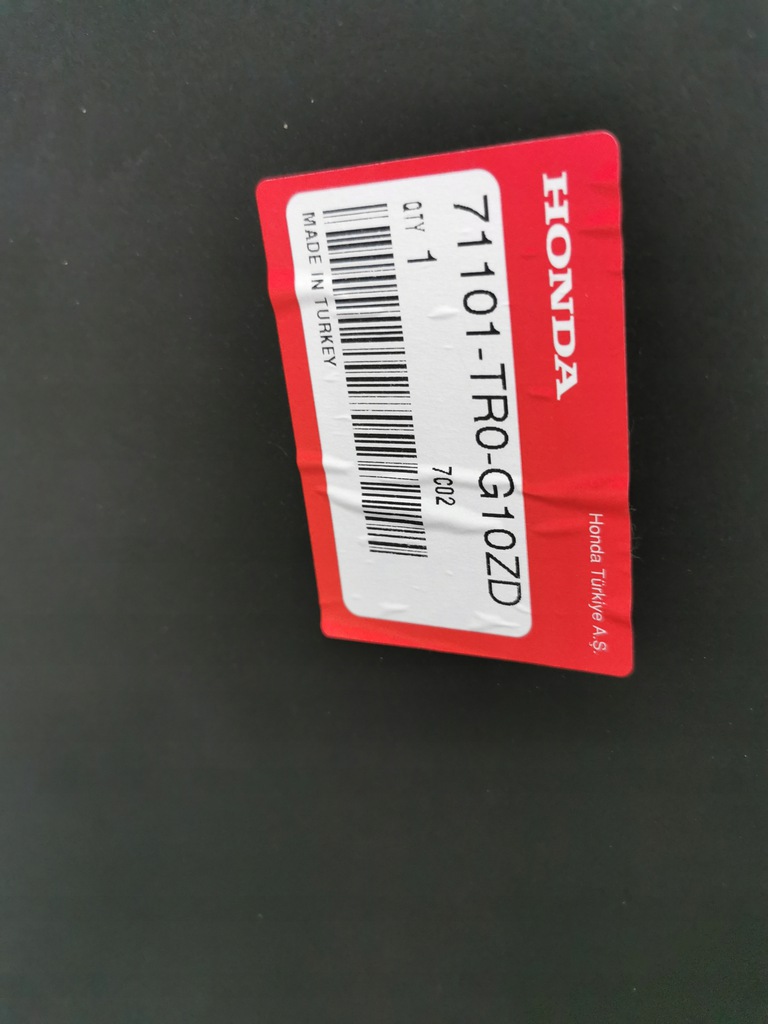 HONDA
Honda Türkiye A.Ş.
71101-TR0-G10ZD
QTY 1
7C02
MADE IN TURKEY